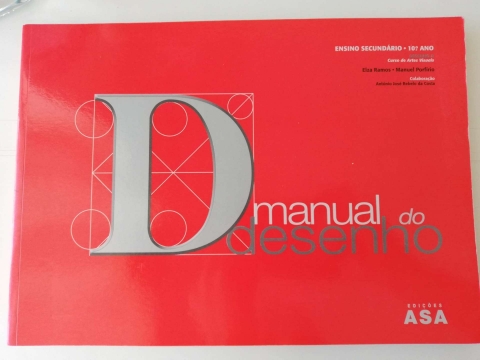 ENSINO SECUNDÁRIO • 10º ANO
Curso de Artes Visuais
Elsa Ramos • Manuel Porfírio
Colaboração
D
manual do
desenho
EDIÇÕES
ASA